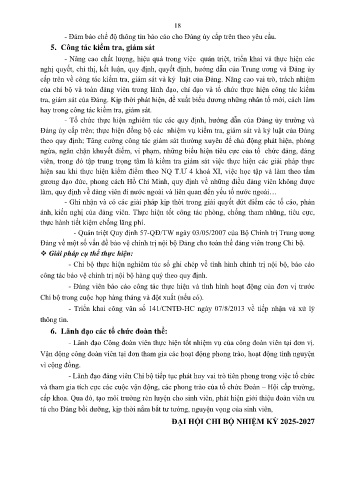 18
- Đảm bảo chế độ thông tin báo cáo cho Đảng ủy cấp trên theo yêu cầu.
5. Công tác kiểm tra, giám sát
- Nâng cao chất lượng, hiệu quả trong việc quán triệt, triển khai và thực hiện các
nghị quyết, chỉ thị, kết luận, quy định, quyết định, hướng dẫn của Trung ương và Đảng ủy
cấp trên về công tác kiểm tra, giám sát và kỷ luật của Đảng. Nâng cao vai trò, trách nhiệm
của chi bộ và toàn đảng viên trong lãnh đạo, chỉ đạo và tổ chức thực hiện công tác kiểm
tra, giám sát của Đảng. Kịp thời phát hiện, đề xuất biểu dương những nhân tố mới, cách làm
hay trong công tác kiểm tra, giám sát.
- Tổ chức thực hiện nghiêm túc các quy định, hướng dẫn của Đảng ủy trường và
Đảng ủy cấp trên; thực hiện đồng bộ các nhiệm vụ kiểm tra, giám sát và kỷ luật của Đảng
theo quy định; Tăng cường công tác giám sát thường xuyên để chủ động phát hiện, phòng
ngừa, ngăn chặn khuyết điểm, vi phạm, những biểu hiện tiêu cực của tổ chức đảng, đảng
viên, trong đó tập trung trọng tâm là kiểm tra giám sát việc thực hiện các giải pháp thực
hiện sau khi thực hiện kiểm điểm theo NQ T.Ư 4 khoá XI, việc học tập và làm theo tấm
gương đạo đức, phong cách Hồ Chí Minh, quy định về những điều đảng viên không được
làm, quy định về đảng viên đi nước ngoài và liên quan đến yếu tố nước ngoài…
- Ghi nhận và có các giải pháp kịp thời trong giải quyết dứt điểm các tố cáo, phản
ánh, kiến nghị của đảng viên. Thực hiện tốt công tác phòng, chống tham nhũng, tiêu cực,
thực hành tiết kiệm chống lãng phí.
- Quán triệt Quy định 57-QĐ/TW ngày 03/05/2007 của Bộ Chính trị Trung ương
Đảng về một số vấn đề bảo vệ chính trị nội bộ Đảng cho toàn thể đảng viên trong Chi bộ.
❖ Giải pháp cụ thể thực hiện:
- Chi bộ thực hiện nghiêm túc sổ ghi chép về tình hình chính trị nội bộ, báo cáo
công tác bảo vệ chính trị nội bộ hàng quý theo quy định.
- Đảng viên báo cáo công tác thực hiện và tình hình hoạt động của đơn vị trước
Chi bộ trong cuộc họp hàng tháng và đột xuất (nếu có).
- Triển khai công văn số 141/CNTĐ-HC ngày 07/8/2013 về tiếp nhận và xử lý
thông tin.
6. Lãnh đạo các tổ chức đoàn thể:
- Lãnh đạo Công đoàn viên thực hiện tốt nhiệm vụ của công đoàn viên tại đơn vị.
Vận động công đoàn viên tại đơn tham gia các hoạt động phong trào, hoạt động tình nguyện
vì cộng đồng.
- Lãnh đạo đảng viên Chi bộ tiếp tục phát huy vai trò tiên phong trong việc tổ chức
và tham gia tích cực các cuộc vận động, các phong trào của tổ chức Đoàn – Hội cấp trường,
cấp khoa. Qua đó, tạo môi trường rèn luyện cho sinh viên, phát hiện giới thiệu đoàn viên ưu
tú cho Đảng bồi dưỡng, kịp thời nắm bắt tư tưởng, nguyện vọng của sinh viên.
ĐẠI HỘI CHI BỘ NHIỆM KỲ 2025-2027